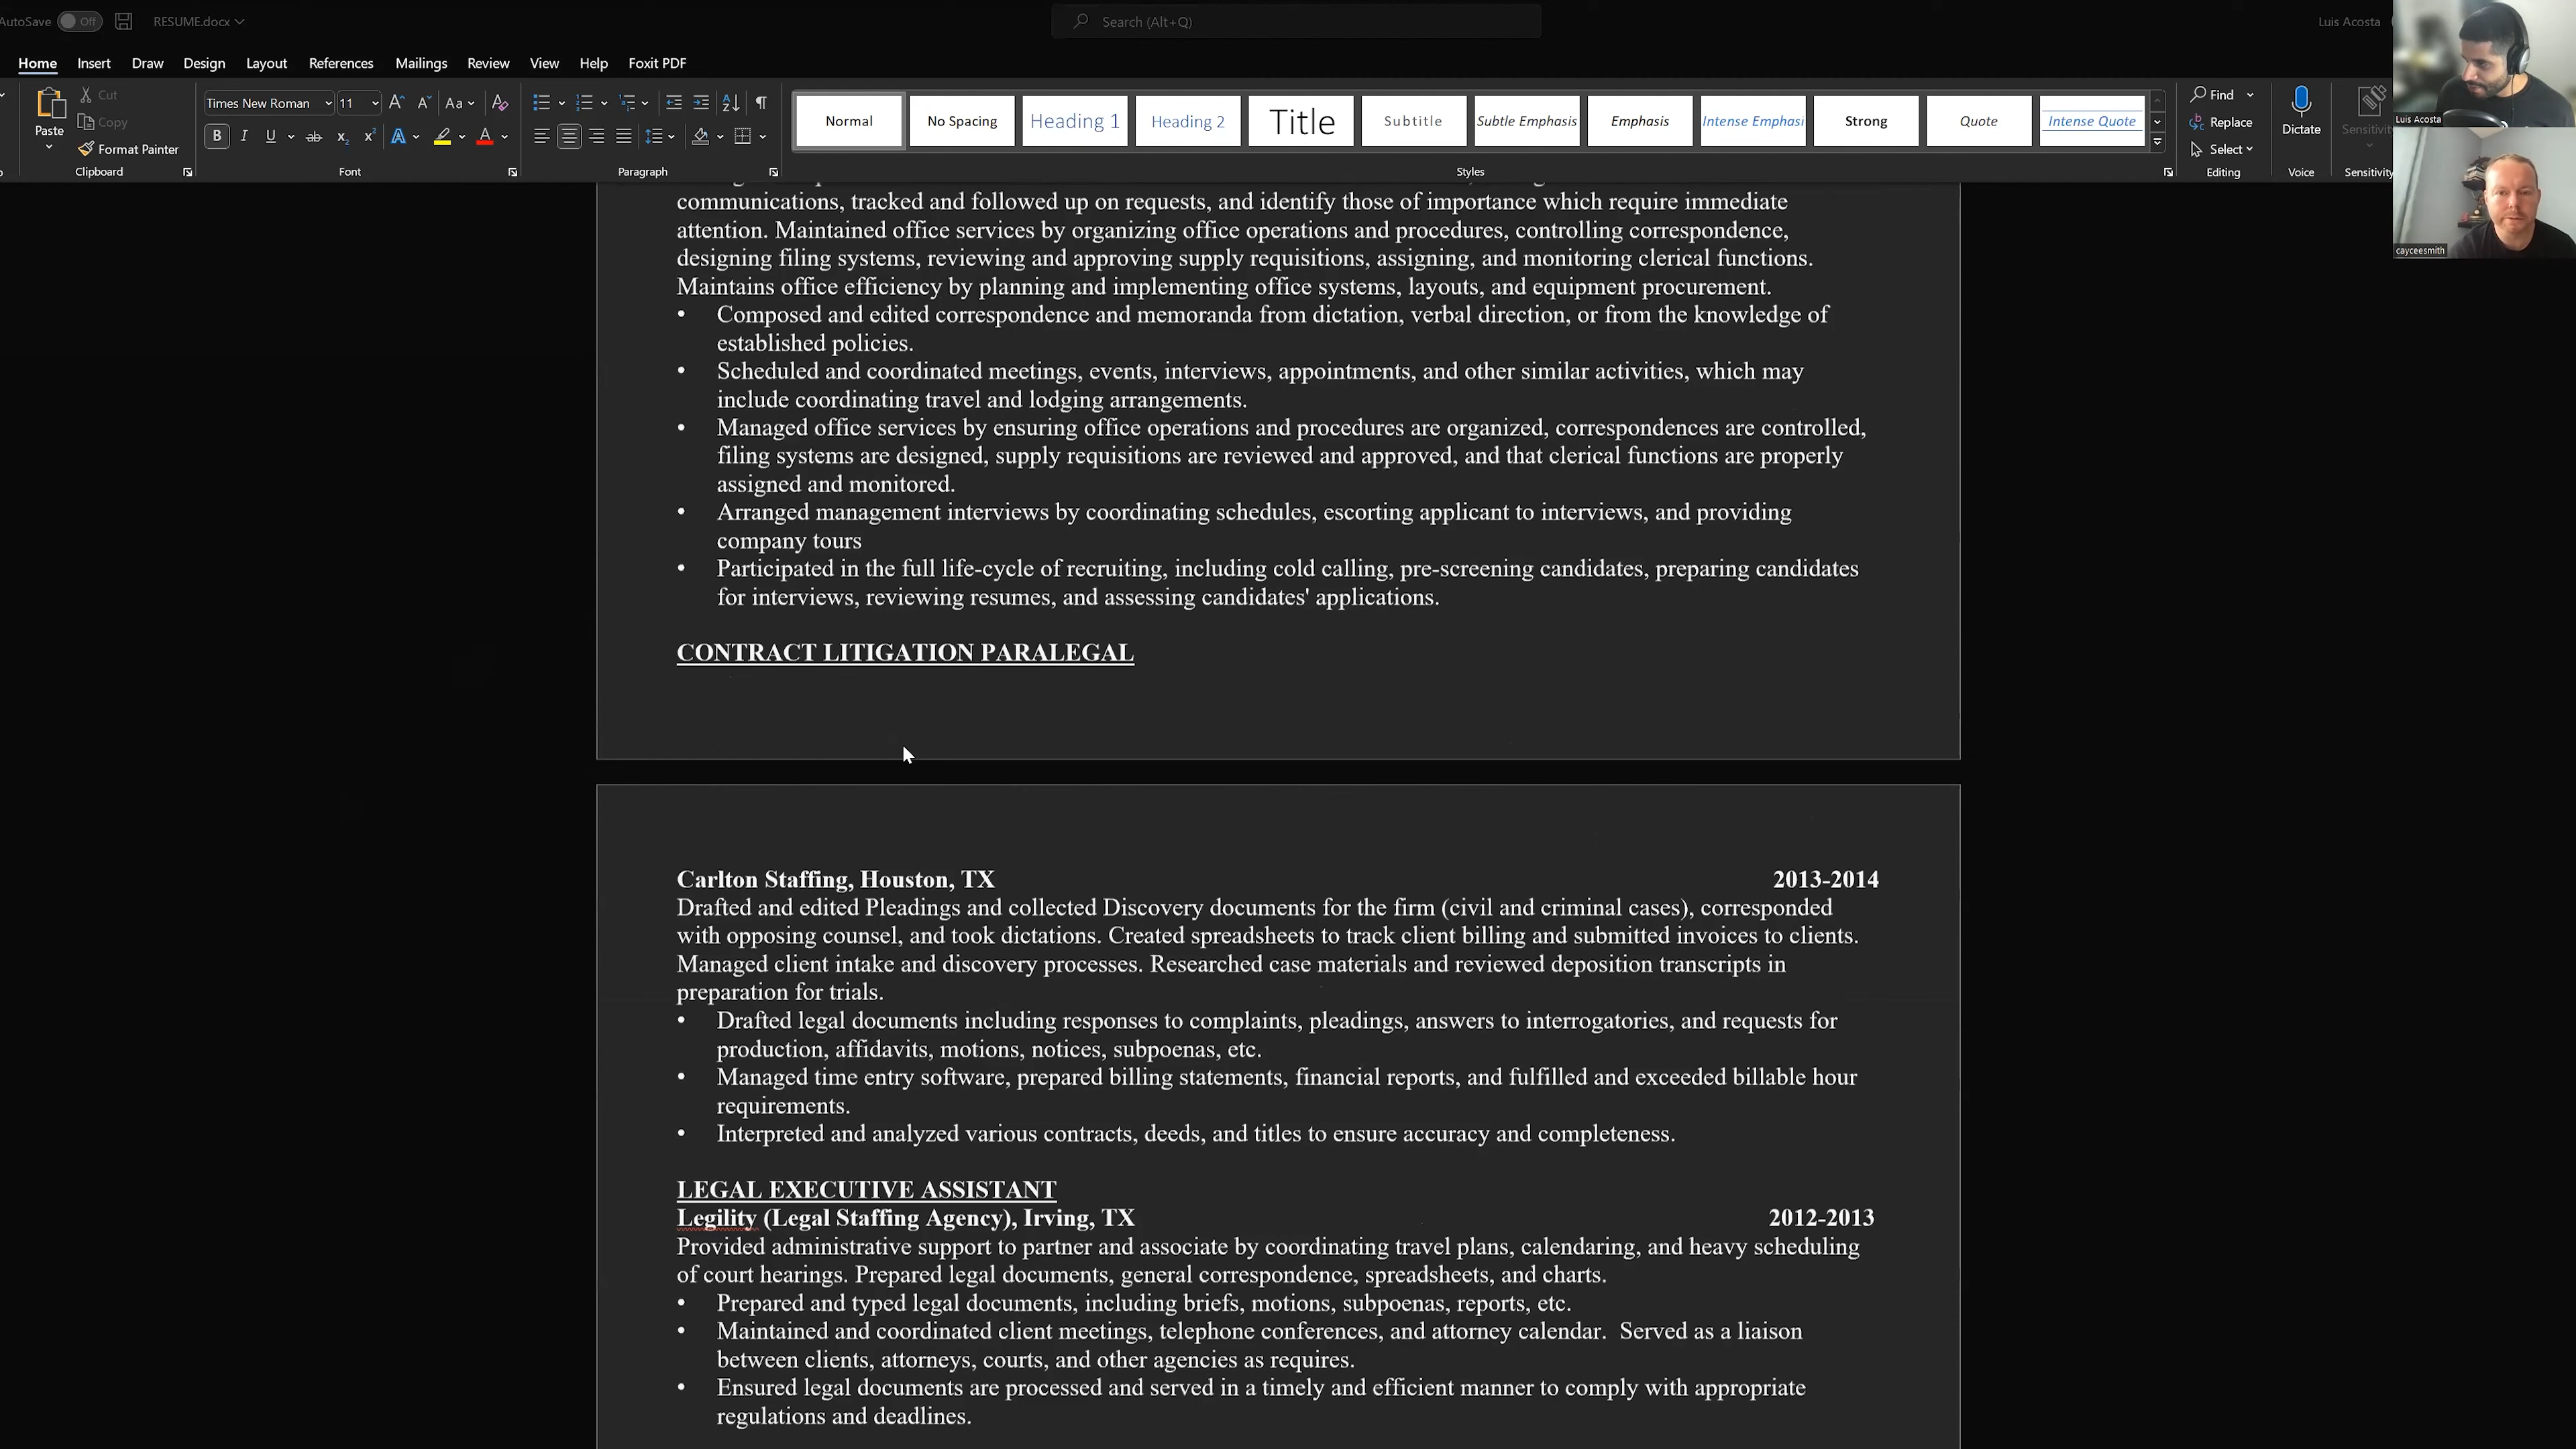 AutoSave Off RESUME.docx Search (Alt+Q) Luis Acosta
Home Insert Draw Design Layout References Mailings Review View Help Foxit PDF
Paste Cut Copy Format Painter
Times New Roman 11
Normal No Spacing Heading 1 Heading 2 Title Subtitle Subtle Emphasis Emphasis Intense Emphasi Strong Quote Intense Quote
Find Replace Select
Dictate Sensitivity
Clipboard Font Paragraph Styles Editing Voice Sensitivity
Luis Acosta
cayceesmith
communications, tracked and followed up on requests, and identify those of importance which require immediate
attention. Maintained office services by organizing office operations and procedures, controlling correspondence,
designing filing systems, reviewing and approving supply requisitions, assigning, and monitoring clerical functions.
Maintains office efficiency by planning and implementing office systems, layouts, and equipment procurement.
• Composed and edited correspondence and memoranda from dictation, verbal direction, or from the knowledge of
established policies.
• Scheduled and coordinated meetings, events, interviews, appointments, and other similar activities, which may
include coordinating travel and lodging arrangements.
• Managed office services by ensuring office operations and procedures are organized, correspondences are controlled,
filing systems are designed, supply requisitions are reviewed and approved, and that clerical functions are properly
assigned and monitored.
• Arranged management interviews by coordinating schedules, escorting applicant to interviews, and providing
company tours
• Participated in the full life-cycle of recruiting, including cold calling, pre-screening candidates, preparing candidates
for interviews, reviewing resumes, and assessing candidates' applications.
CONTRACT LITIGATION PARALEGAL
Carlton Staffing, Houston, TX 2013-2014
Drafted and edited Pleadings and collected Discovery documents for the firm (civil and criminal cases), corresponded
with opposing counsel, and took dictations. Created spreadsheets to track client billing and submitted invoices to clients.
Managed client intake and discovery processes. Researched case materials and reviewed deposition transcripts in
preparation for trials.
• Drafted legal documents including responses to complaints, pleadings, answers to interrogatories, and requests for
production, affidavits, motions, notices, subpoenas, etc.
• Managed time entry software, prepared billing statements, financial reports, and fulfilled and exceeded billable hour
requirements.
• Interpreted and analyzed various contracts, deeds, and titles to ensure accuracy and completeness.
LEGAL EXECUTIVE ASSISTANT
Legility (Legal Staffing Agency), Irving, TX 2012-2013
Provided administrative support to partner and associate by coordinating travel plans, calendaring, and heavy scheduling
of court hearings. Prepared legal documents, general correspondence, spreadsheets, and charts.
• Prepared and typed legal documents, including briefs, motions, subpoenas, reports, etc.
• Maintained and coordinated client meetings, telephone conferences, and attorney calendar.  Served as a liaison
between clients, attorneys, courts, and other agencies as requires.
• Ensured legal documents are processed and served in a timely and efficient manner to comply with appropriate
regulations and deadlines.